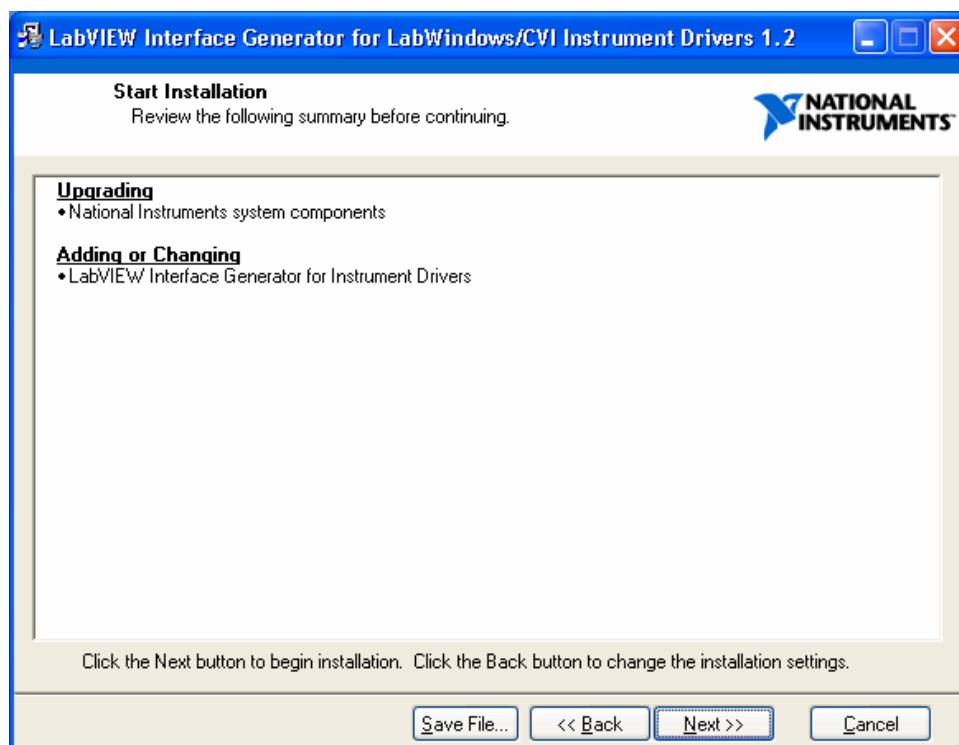 LabVIEW Interface Generator for LabWindows/CVI Instrument Drivers 1.2
Start Installation
Review the following summary before continuing.
NATIONAL
INSTRUMENTS™
Upgrading
•National Instruments system components
Adding or Changing
•LabVIEW Interface Generator for Instrument Drivers
Click the Next button to begin installation. Click the Back button to change the installation settings.
Save File... << Back Next >> Cancel